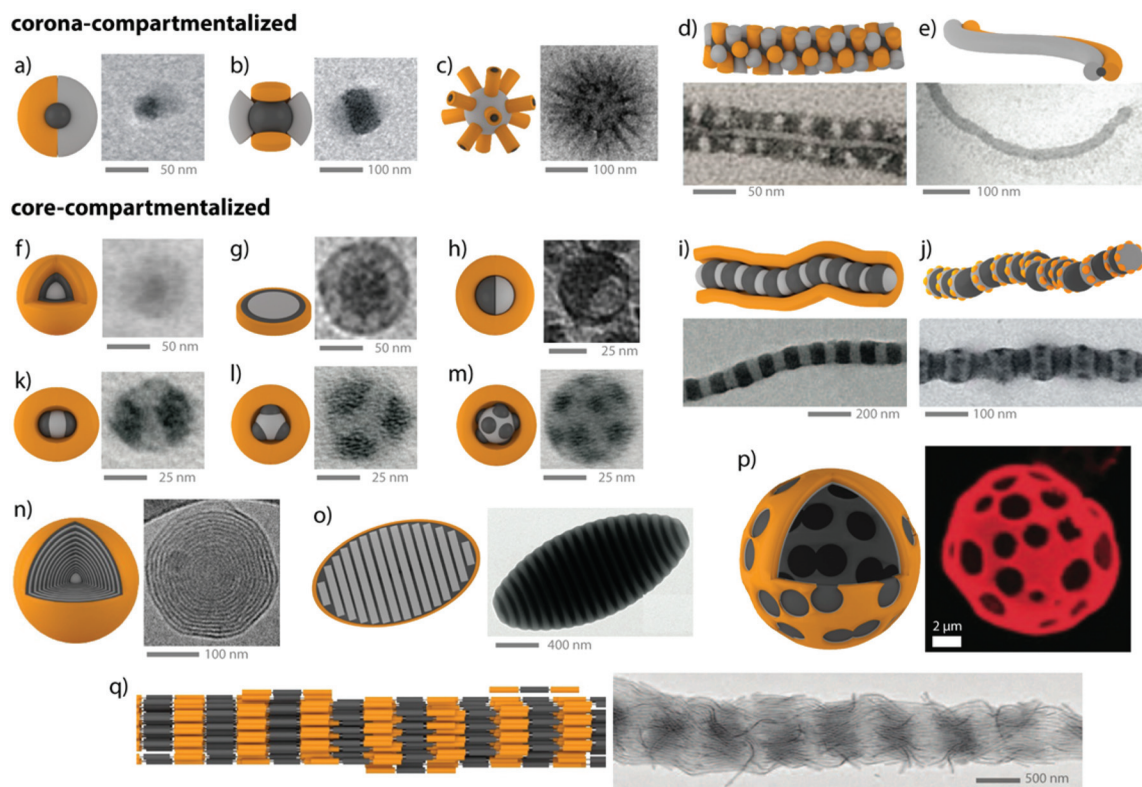 corona-compartmentalized
a)
50 nm
b)
100 nm
c)
100 nm
d)
50 nm
e)
100 nm
core-compartmentalized
f)
50 nm
g)
50 nm
h)
25 nm
i)
200 nm
j)
100 nm
k)
25 nm
l)
25 nm
m)
25 nm
n)
100 nm
o)
400 nm
p)
2 µm
q)
500 nm